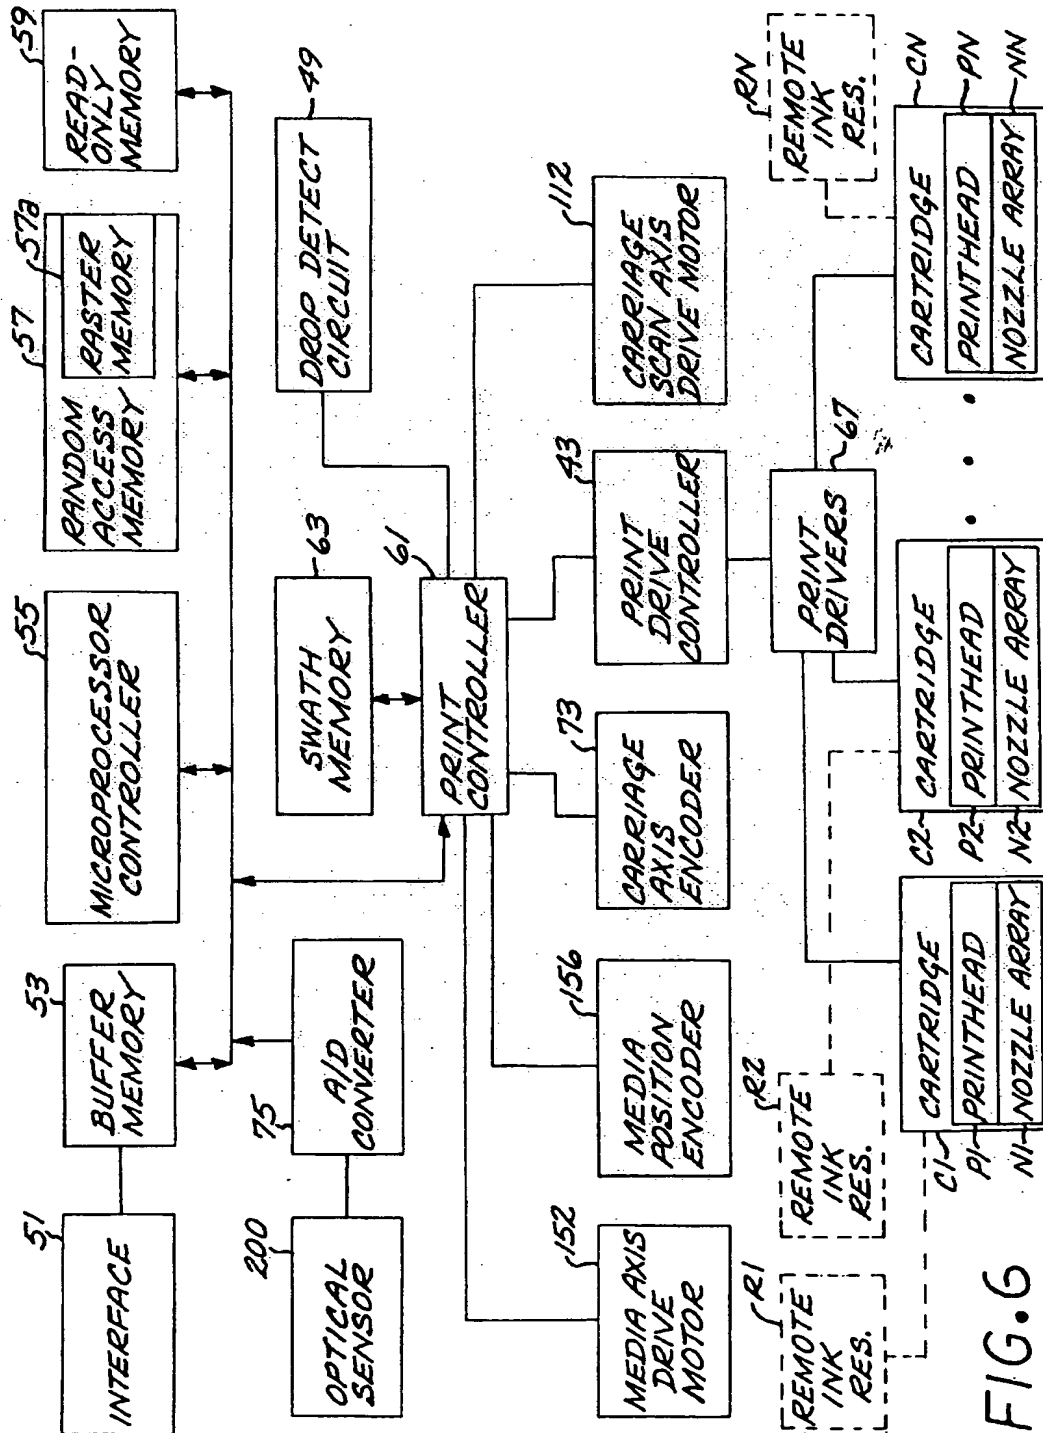 51
INTERFACE
53
BUFFER
MEMORY
55
MICROPROCESSOR
CONTROLLER
57
RANDOM
ACCESS
MEMORY
57a
RASTER
MEMORY
59
READ-
ONLY
MEMORY
200
OPTICAL
SENSOR
75
A/D
CONVERTER
63
SWATH
MEMORY
49
DROP DETECT
CIRCUIT
61
PRINT
CONTROLLER
152
MEDIA AXIS
DRIVE
MOTOR
156
MEDIA
POSITION
ENCODER
73
CARRIAGE
AXIS
ENCODER
43
PRINT
DRIVE
CONTROLLER
112
CARRIAGE
SCAN AXIS
DRIVE MOTOR
R1
REMOTE
INK
RES.
R2
REMOTE
INK
RES.
67
PRINT
DRIVERS
RN
REMOTE
INK
RES.
C1
CARTRIDGE
P1
PRINTHEAD
N1
NOZZLE ARRAY
C2
CARTRIDGE
P2
PRINTHEAD
N2
NOZZLE ARRAY
• • •
CARTRIDGE
CN
PRINTHEAD
PN
NOZZLE ARRAY
NN
FIG.6